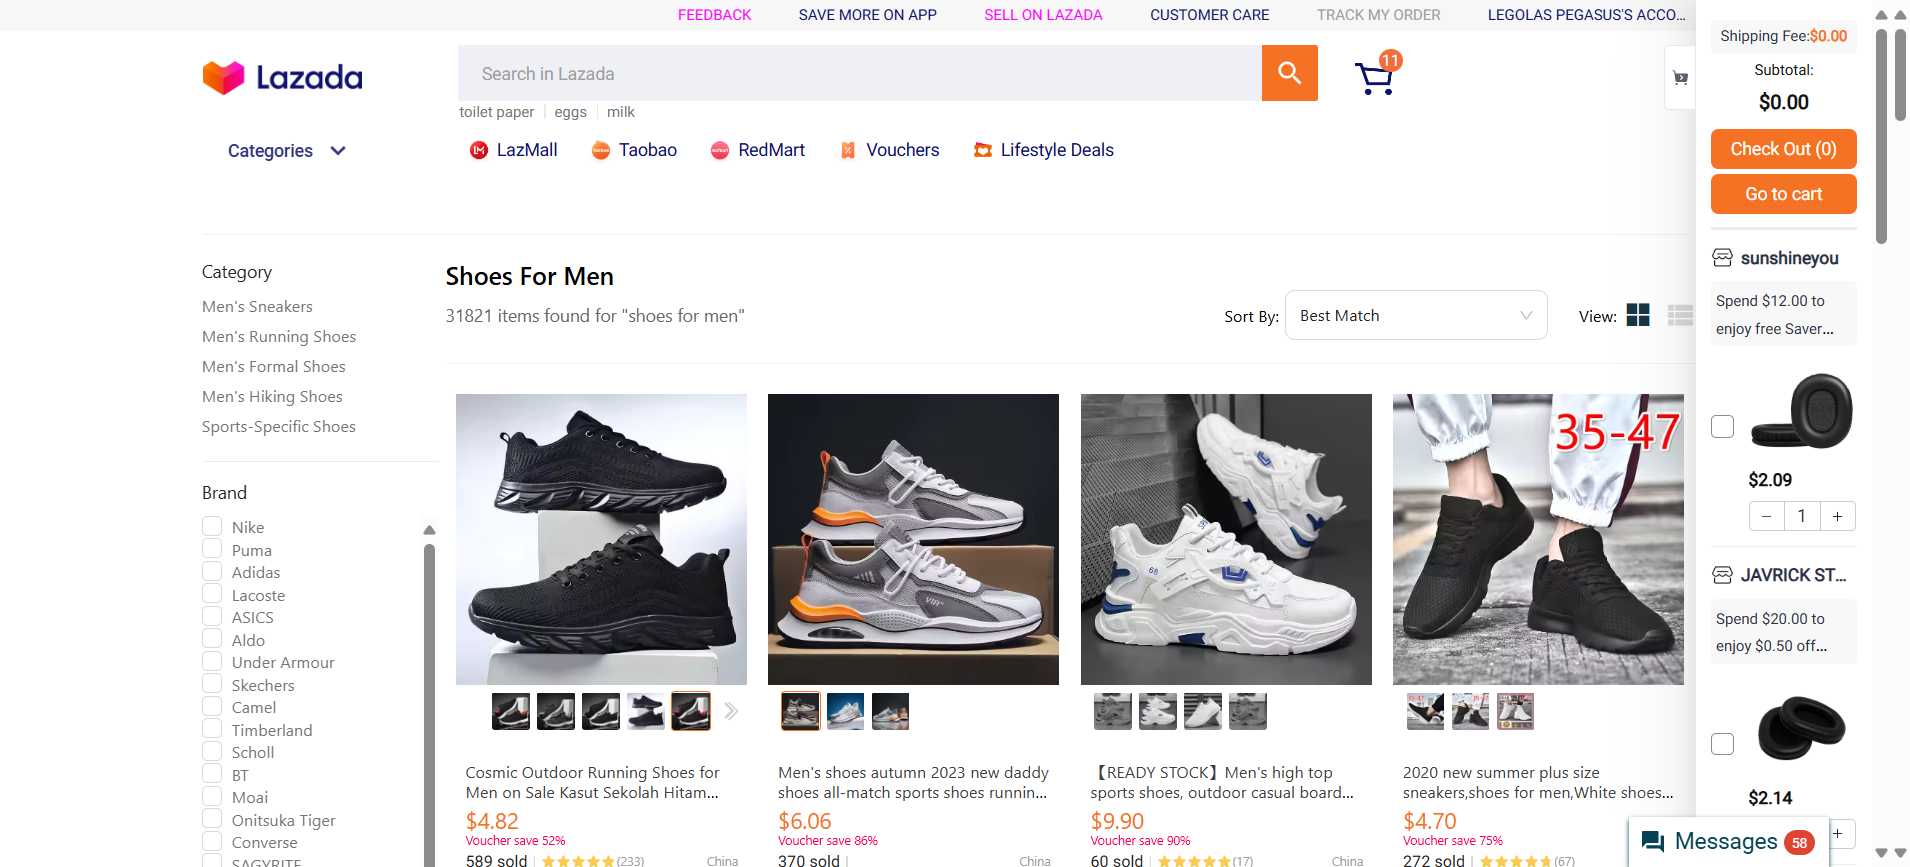 FEEDBACK
SAVE MORE ON APP
SELL ON LAZADA
CUSTOMER CARE
TRACK MY ORDER
LEGOLAS PEGASUS'S ACCO...
Lazada
Search in Lazada
11
toilet paper
eggs
milk
Categories
LazMall
Taobao
RedMart
Vouchers
Lifestyle Deals
Category
Men's Sneakers
Men's Running Shoes
Men's Formal Shoes
Men's Hiking Shoes
Sports-Specific Shoes
Brand
Nike
Puma
Adidas
Lacoste
ASICS
Aldo
Under Armour
Skechers
Camel
Timberland
Scholl
BT
Moai
Onitsuka Tiger
Converse
SAGYRITE
Shoes For Men
31821 items found for "shoes for men"
Sort By:
Best Match
View:
35-47
Cosmic Outdoor Running Shoes for
Men on Sale Kasut Sekolah Hitam...
$4.82
Voucher save 52%
589 sold
(233)
China
Men's shoes autumn 2023 new daddy
shoes all-match sports shoes runnin...
$6.06
Voucher save 86%
370 sold
China
【READY STOCK】Men's high top
sports shoes, outdoor casual board...
$9.90
Voucher save 90%
60 sold
(17)
China
2020 new summer plus size
sneakers,shoes for men,White shoes...
$4.70
Voucher save 75%
272 sold
(67)
Shipping Fee:$0.00
Subtotal:
$0.00
Check Out (0)
Go to cart
sunshineyou
Spend $12.00 to
enjoy free Saver...
$2.09
− 1 +
JAVRICK ST...
Spend $20.00 to
enjoy $0.50 off...
$2.14
+
Messages 58